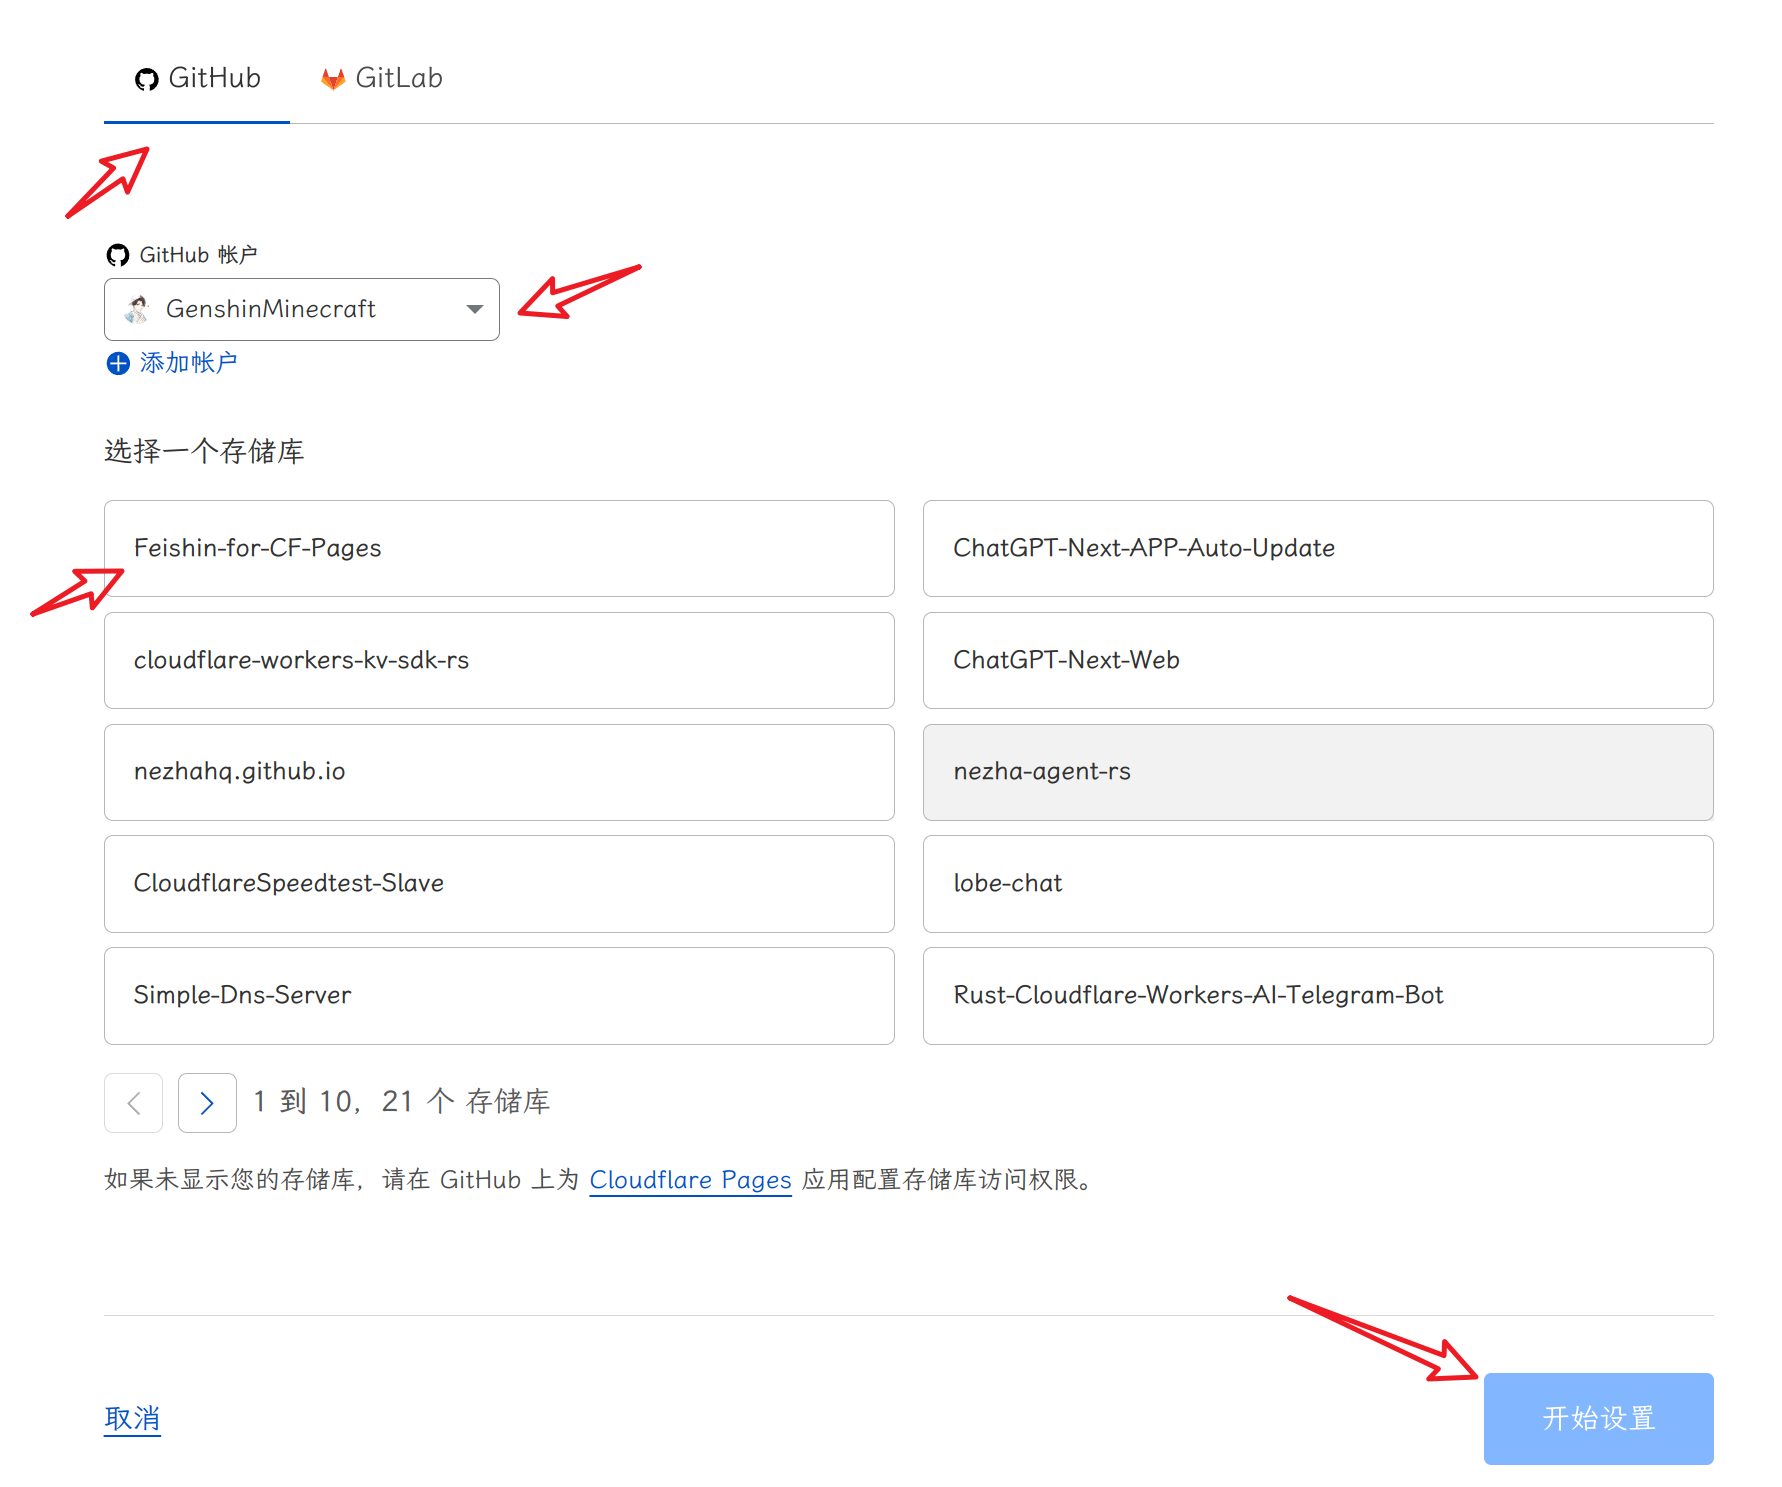 GitHub GitLab
GitHub 帐户
GenshinMinecraft
添加帐户
选择一个存储库
Feishin-for-CF-Pages
ChatGPT-Next-APP-Auto-Update
cloudflare-workers-kv-sdk-rs
ChatGPT-Next-Web
nezhahq.github.io
nezha-agent-rs
CloudflareSpeedtest-Slave
lobe-chat
Simple-Dns-Server
Rust-Cloudflare-Workers-AI-Telegram-Bot
1 到 10，21 个 存储库
如果未显示您的存储库，请在 GitHub 上为 Cloudflare Pages 应用配置存储库访问权限。
取消
开始设置